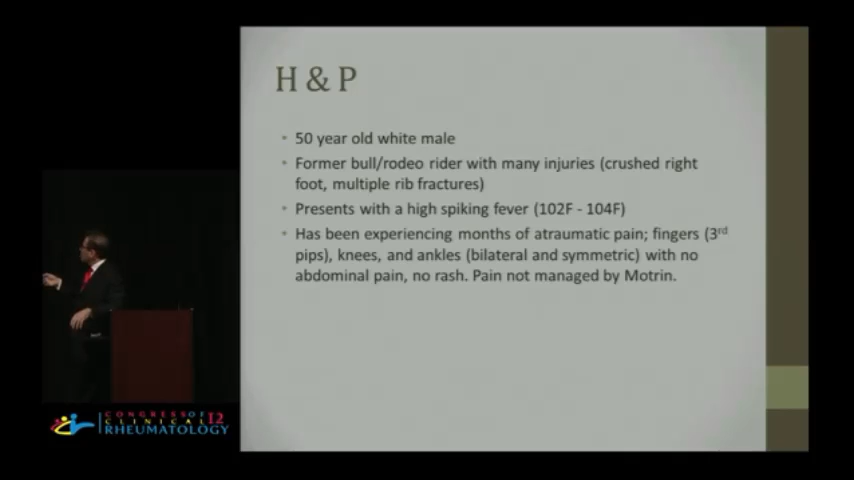 H & P
• 50 year old white male
• Former bull/rodeo rider with many injuries (crushed right
foot, multiple rib fractures)
• Presents with a high spiking fever (102F - 104F)
• Has been experiencing months of atraumatic pain; fingers (3rd
pips), knees, and ankles (bilateral and symmetric) with no
abdominal pain, no rash. Pain not managed by Motrin.
CONGRESS OF
CLINICAL 12
RHEUMATOLOGY